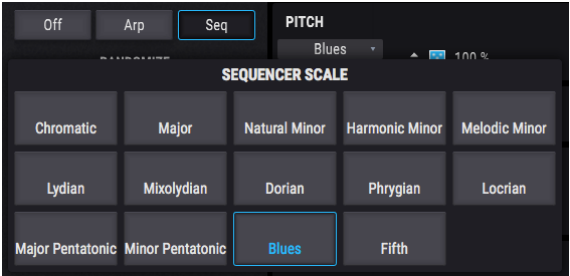 Off Arp Seq PITCH
Blues
RANDOMIZE 100 %
SEQUENCER SCALE
Chromatic Major Natural Minor Harmonic Minor Melodic Minor
Lydian Mixolydian Dorian Phrygian Locrian
Major Pentatonic Minor Pentatonic Blues Fifth